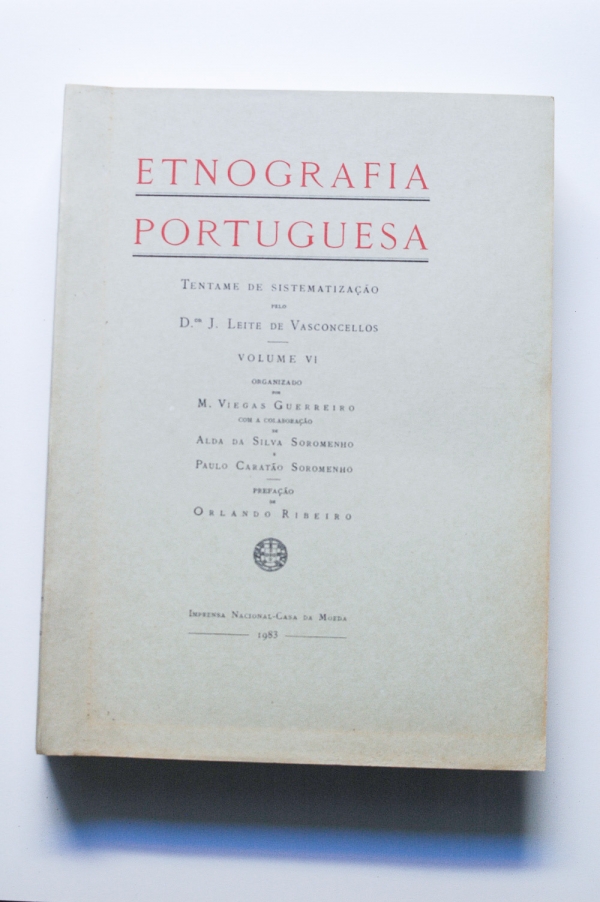 ETNOGRAFIA
PORTUGUESA
TENTAME DE SISTEMATIZAÇÃO
PELO
D.OR J. LEITE DE VASCONCELLOS
VOLUME VI
ORGANIZADO
POR
M. VIEGAS GUERREIRO
COM A COLABORAÇÃO
DE
ALDA DA SILVA SOROMENHO
E
PAULO CARATÃO SOROMENHO
PREFAÇÃO
DE
ORLANDO RIBEIRO
IMPRENSA NACIONAL-CASA DA MOEDA
1983